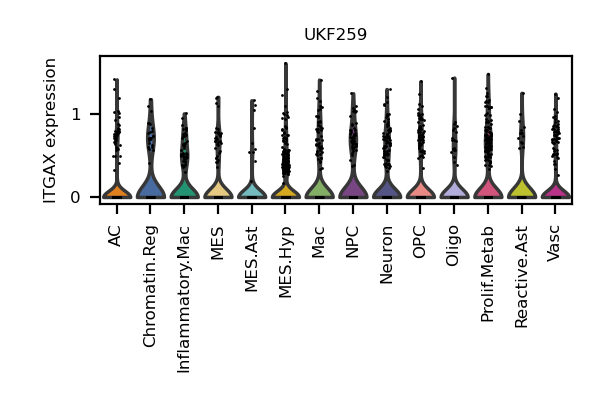 UKF259
ITGAX expression
1
0
AC
Chromatin.Reg
Inflammatory.Mac
MES
MES.Ast
MES.Hyp
Mac
NPC
Neuron
OPC
Oligo
Prolif.Metab
Reactive.Ast
Vasc